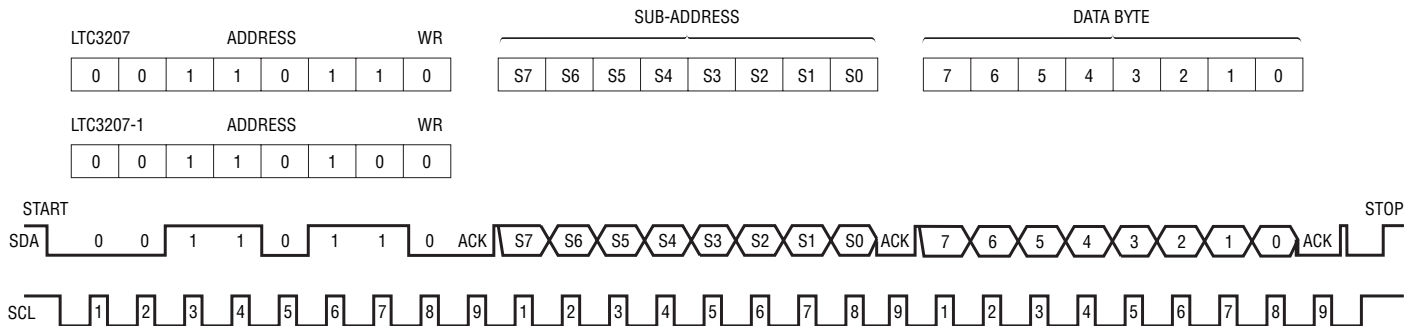 SUB-ADDRESS DATA BYTE
LTC3207 ADDRESS WR
0 0 1 1 0 1 1 0 S7 S6 S5 S4 S3 S2 S1 S0 7 6 5 4 3 2 1 0
LTC3207-1 ADDRESS WR
0 0 1 1 0 1 0 0
START STOP
SDA 0 0 1 1 0 1 1 0 ACK S7 S6 S5 S4 S3 S2 S1 S0 ACK 7 6 5 4 3 2 1 0 ACK
SCL 1 2 3 4 5 6 7 8 9 1 2 3 4 5 6 7 8 9 1 2 3 4 5 6 7 8 9